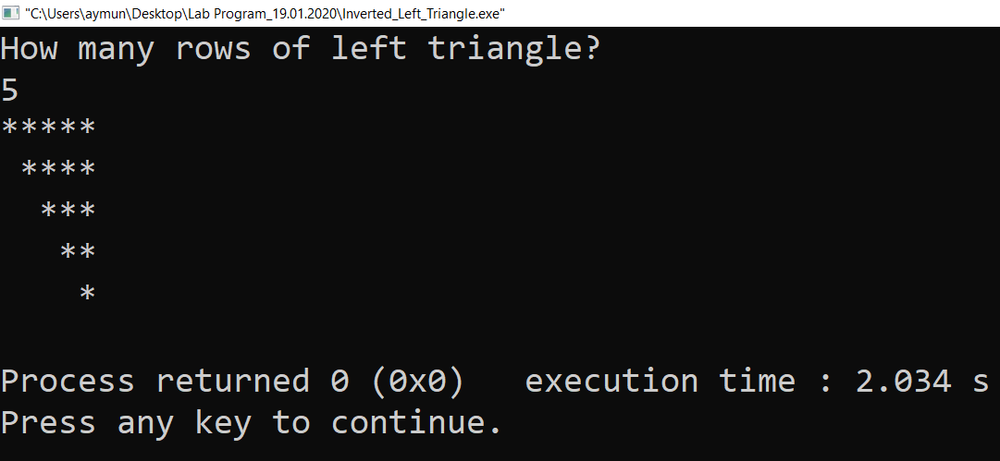 "C:\Users\aymun\Desktop\Lab Program_19.01.2020\Inverted_Left_Triangle.exe"
How many rows of left triangle?
5
*****
 ****
  ***
   **
    *
Process returned 0 (0x0)   execution time : 2.034 s
Press any key to continue.